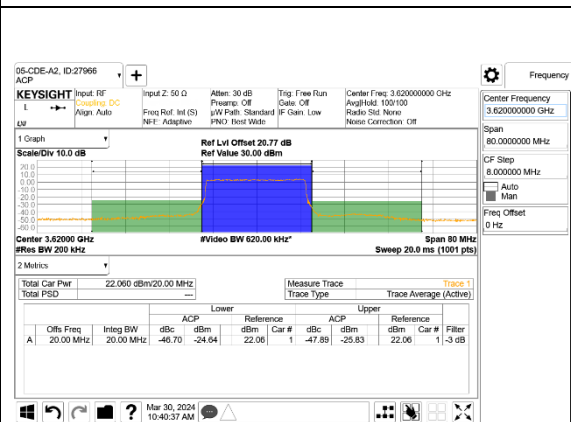 05-CDE-A2, ID:27966
ACP
Frequency
KEYSIGHT
Input: RF
Coupling: DC
Align: Auto
Input Z: 50 Ω
Freq Ref: Int (S)
NFE: Adaptive
Atten: 30 dB
Preamp: Off
µW Path: Standard
PNO: Best Wide
Trig: Free Run
Gate: Off
IF Gain: Low
Center Freq: 3.620000000 GHz
Avg|Hold: 100/100
Radio Std: None
Noise Correction: Off
L
Center Frequency
3.620000000 GHz
Span
80.0000000 MHz
CF Step
8.000000 MHz
Auto
Man
Freq Offset
0 Hz
1 Graph
Scale/Div 10.0 dB
Ref Lvl Offset 20.77 dB
Ref Value 30.00 dBm
20.0
10.0
0.00
-10.0
-20.0
-30.0
-40.0
-50.0
-60.0
Center 3.62000 GHz
#Video BW 620.00 kHz*
Span 80 MHz
#Res BW 200 kHz
Sweep 20.0 ms (1001 pts)
2 Metrics
Total Car Pwr 22.060 dBm/20.00 MHz
Total PSD ---
Measure Trace Trace 1
Trace Type Trace Average (Active)
Lower Upper
ACP Reference ACP Reference
Offs Freq Integ BW dBc dBm dBm Car # dBc dBm dBm Car # Filter
A 20.00 MHz 20.00 MHz -46.70 -24.64 22.06 1 -47.89 -25.83 22.06 1 -3 dB
Mar 30, 2024
10:40:37 AM